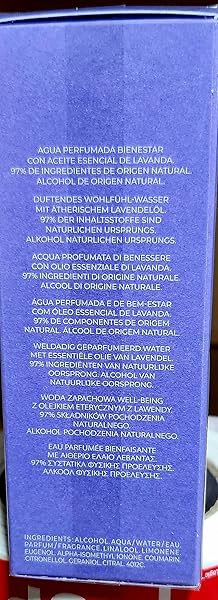 AGUA PERFUMADA BIENESTAR
CON ACEITE ESENCIAL DE LAVANDA.
97% DE INGREDIENTES DE ORIGEN NATURAL.
ALCOHOL DE ORIGEN NATURAL.
DUFTENDES WOHLFÜHL-WASSER
MIT ÄTHERISCHEM LAVENDELÖL.
97% DER INHALTSSTOFFE SIND
NATÜRLICHEN URSPRUNGS.
ALKOHOL NATÜRLICHEN URSPRUNGS.
ACQUA PROFUMATA DI BENESSERE
CON OLIO ESSENZIALE DI LAVANDA.
97% INGREDIENTI DI ORIGINE NATURALE.
ALCOOL DI ORIGINE NATURALE.
ÁGUA PERFUMADA E DE BEM-ESTAR
COM ÓLEO ESSENCIAL DE LAVANDA.
97% DE COMPONENTES DE ORIGEM
NATURAL. ÁLCOOL DE ORIGEM NATURAL.
WELDADIG GEPARFUMEERD WATER
MET ESSENTIËLE OLIE VAN LAVENDEL.
97% INGREDIËNTEN VAN NATUURLIJKE
OORSPRONG. ALCOHOL VAN
NATUURLIJKE OORSPRONG.
WODA ZAPACHOWA WELL-BEING
Z OLEJKIEM ETERYCZNYM Z LAWENDY.
97% SKŁADNIKÓW POCHODZENIA
NATURALNEGO.
ALKOHOL POCHODZENIA NATURALNEGO.
EAU PARFUMÉE BIENFAISANTE
ΜΕ ΑΙΘΕΡΙΟ ΕΛΑΙΟ ΛΕΒΑΝΤΑΣ.
97% ΣΥΣΤΑΤΙΚΑ ΦΥΣΙΚΗΣ ΠΡΟΕΛΕΥΣΗΣ.
ΑΛΚΟΟΛ ΦΥΣΙΚΗΣ ΠΡΟΕΛΕΥΣΗΣ.
INGREDIENTS: ALCOHOL, AQUA/WATER/EAU,
PARFUM/FRAGRANCE, LINALOOL, LIMONENE,
EUGENOL, ALPHA-ISOMETHYL IONONE, COUMARIN,
CITRONELLOL, GERANIOL, CITRAL. 4012C.